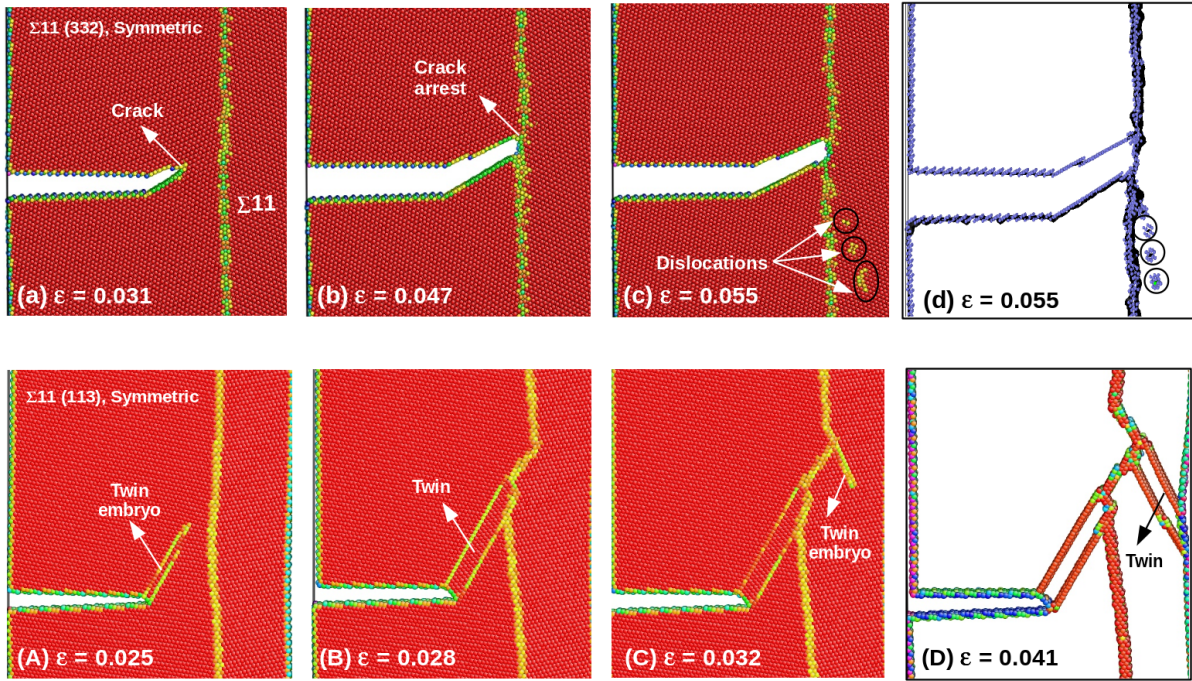 Σ11 (332), Symmetric
Crack
Σ11
(a) ε = 0.031
Crack
arrest
(b) ε = 0.047
Dislocations
(c) ε = 0.055
(d) ε = 0.055
Σ11 (113), Symmetric
Twin
embryo
(A) ε = 0.025
Twin
(B) ε = 0.028
Twin
embryo
(C) ε = 0.032
Twin
(D) ε = 0.041